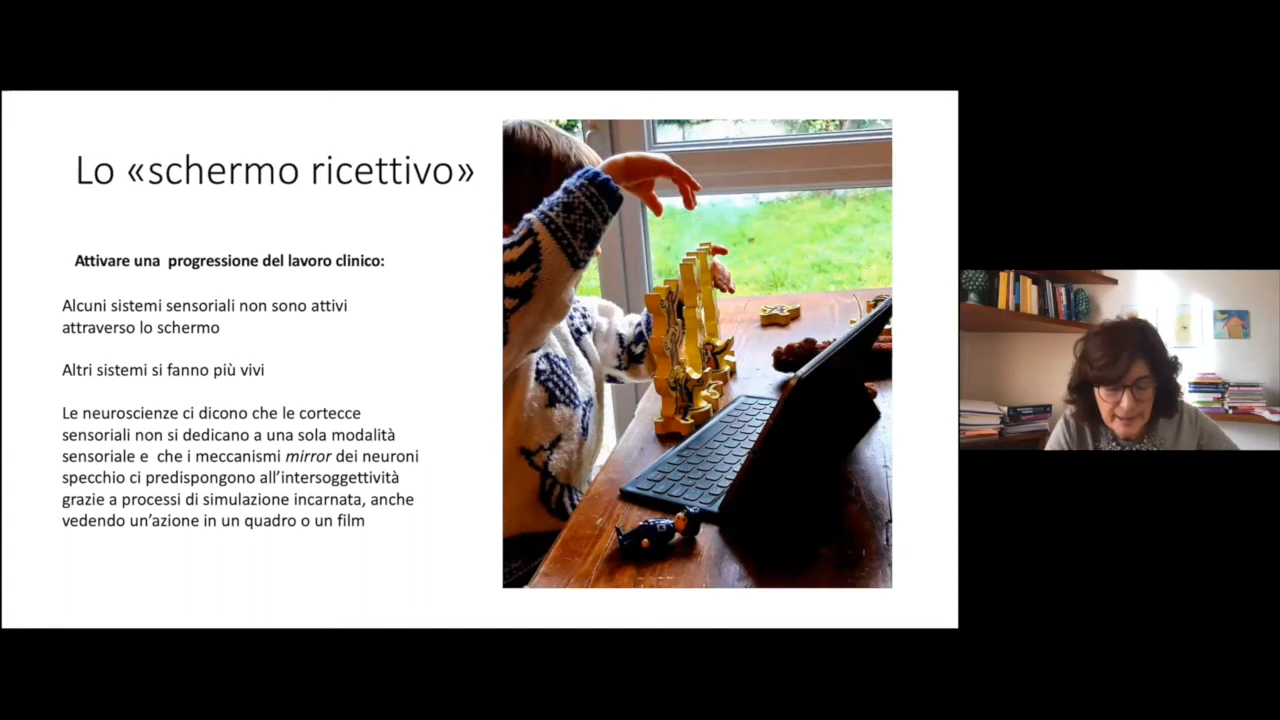 Lo «schermo ricettivo»
Attivare una  progressione del lavoro clinico:
Alcuni sistemi sensoriali non sono attivi
attraverso lo schermo
Altri sistemi si fanno più vivi
Le neuroscienze ci dicono che le cortecce
sensoriali non si dedicano a una sola modalità
sensoriale e  che i meccanismi mirror dei neuroni
specchio ci predispongono all’intersoggettività
grazie a processi di simulazione incarnata, anche
vedendo un’azione in un quadro o un film